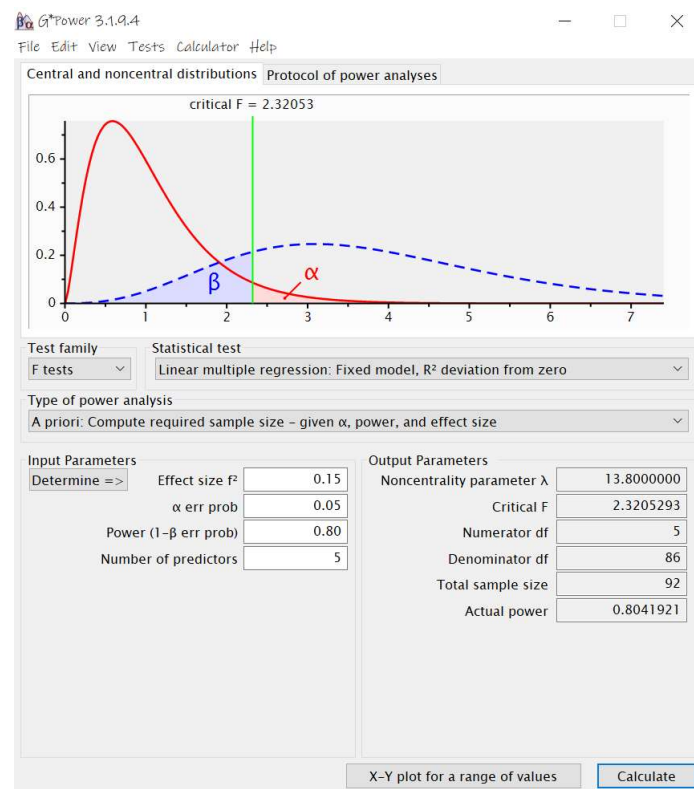 G*Power 3.1.9.4
File Edit View Tests Calculator Help
Central and noncentral distributions Protocol of power analyses
critical F = 2.32053
0.6
0.4
0.2
0
β
α
0 1 2 3 4 5 6 7
Test family Statistical test
F tests Linear multiple regression: Fixed model, R² deviation from zero
Type of power analysis
A priori: Compute required sample size – given α, power, and effect size
Input Parameters Output Parameters
Determine => Effect size f² 0.15 Noncentrality parameter λ 13.8000000
α err prob 0.05 Critical F 2.3205293
Power (1-β err prob) 0.80 Numerator df 5
Number of predictors 5 Denominator df 86
Total sample size 92
Actual power 0.8041921
X-Y plot for a range of values Calculate